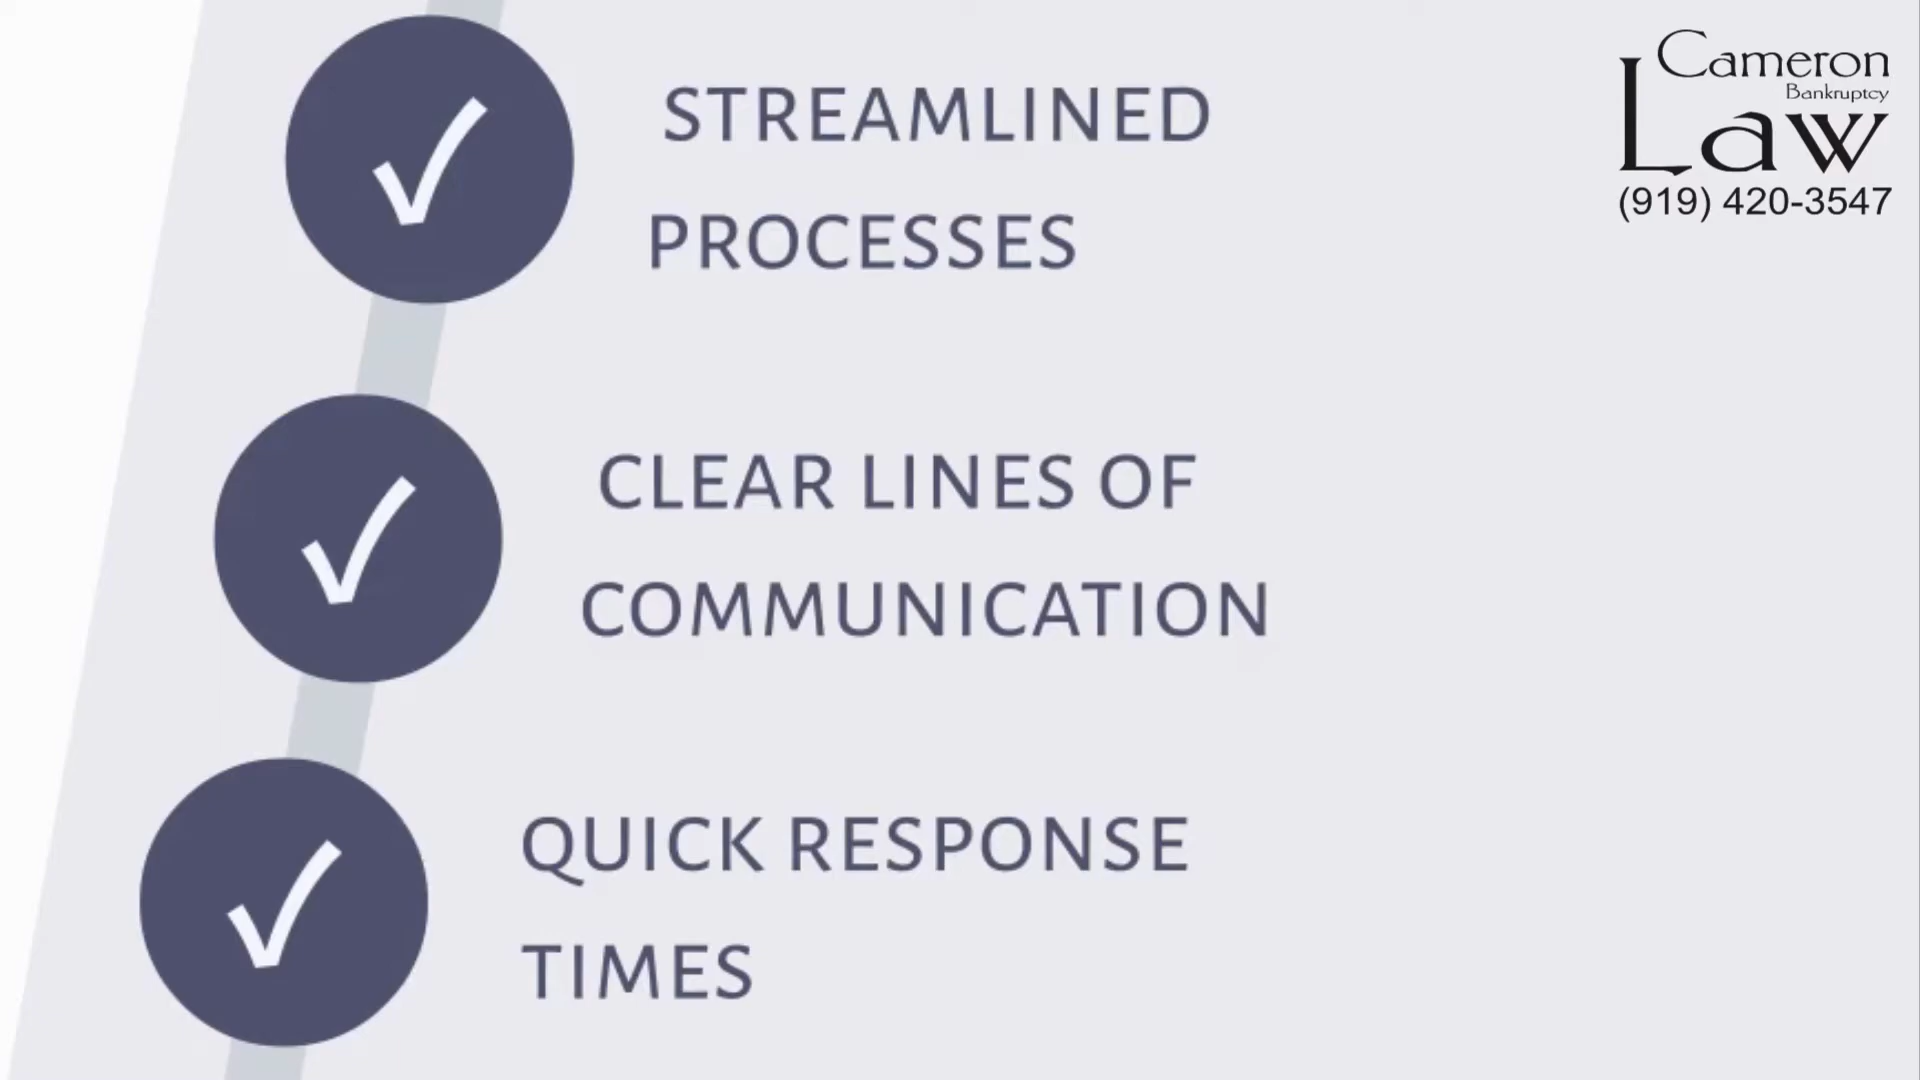 STREAMLINED
PROCESSES
CLEAR LINES OF
COMMUNICATION
QUICK RESPONSE
TIMES
Cameron
Bankruptcy
Law
(919) 420-3547